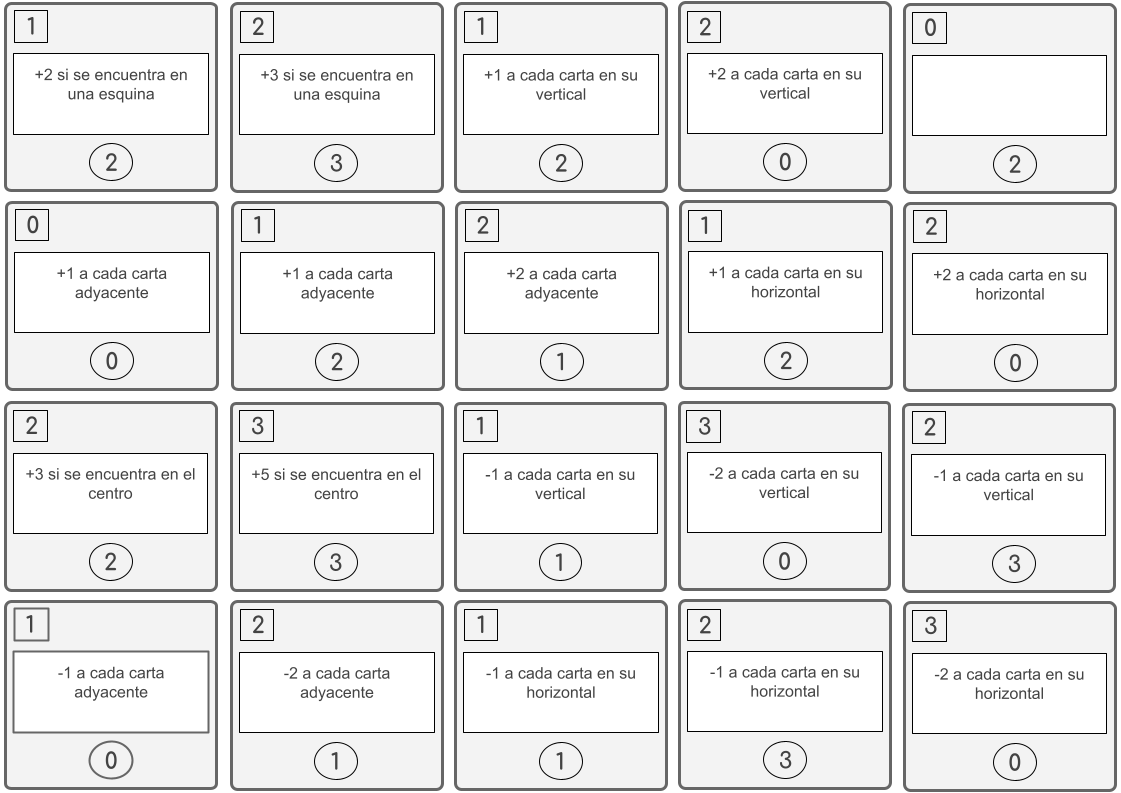 1
+2 si se encuentra en
una esquina
2
2
+3 si se encuentra en
una esquina
3
1
+1 a cada carta en su
vertical
2
2
+2 a cada carta en su
vertical
0
0
2
0
+1 a cada carta
adyacente
0
1
+1 a cada carta
adyacente
2
2
+2 a cada carta
adyacente
1
1
+1 a cada carta en su
horizontal
2
2
+2 a cada carta en su
horizontal
0
2
+3 si se encuentra en el
centro
2
3
+5 si se encuentra en el
centro
3
1
-1 a cada carta en su
vertical
1
3
-2 a cada carta en su
vertical
0
2
-1 a cada carta en su
vertical
3
1
-1 a cada carta
adyacente
0
2
-2 a cada carta
adyacente
1
1
-1 a cada carta en su
horizontal
1
2
-1 a cada carta en su
horizontal
3
3
-2 a cada carta en su
horizontal
0